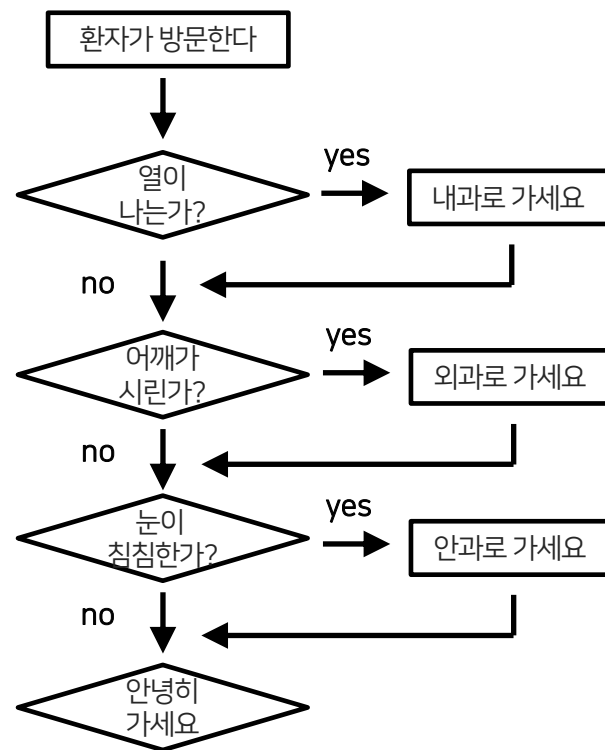 환자가 방문한다
열이
나는가?
yes
내과로 가세요
no
어깨가
시린가?
yes
외과로 가세요
no
눈이
침침한가?
yes
안과로 가세요
no
안녕히
가세요